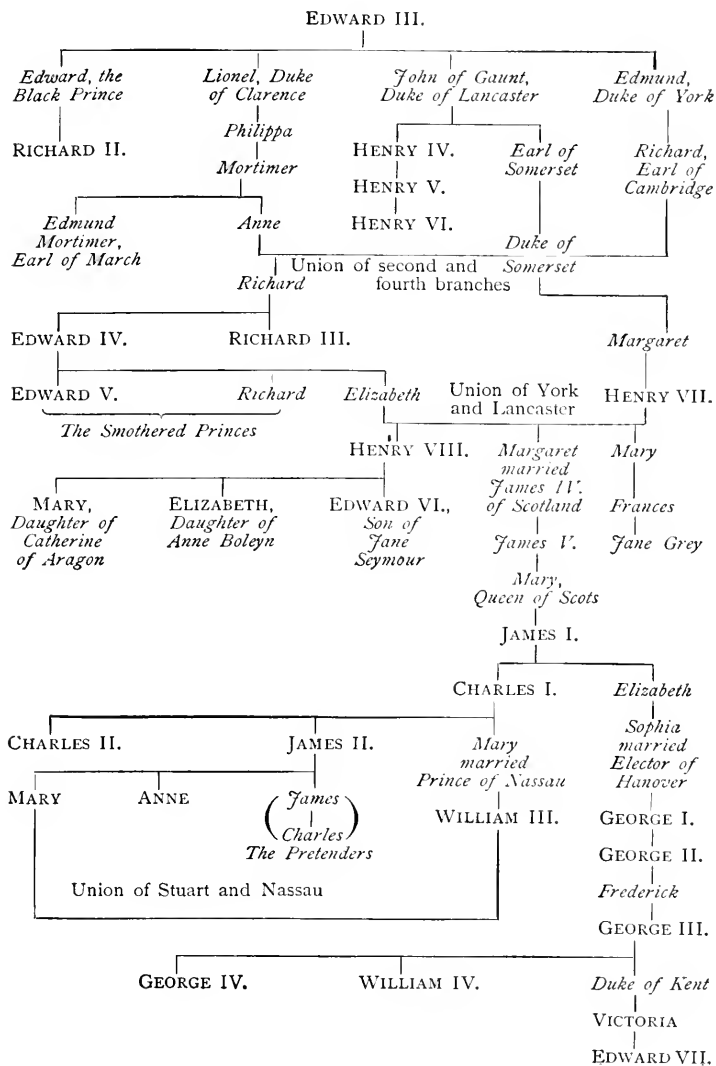 EDWARD III.
Edward, the
Black Prince
Lionel, Duke
of Clarence
John of Gaunt,
Duke of Lancaster
Edmund,
Duke of York
Philippa
RICHARD II.
Mortimer
HENRY IV.
Earl of
Somerset
Richard,
Earl of
Cambridge
HENRY V.
Edmund
Mortimer,
Earl of March
Anne
HENRY VI.
Duke of
Somerset
Union of second and
fourth branches
Richard
EDWARD IV.
RICHARD III.
Margaret
EDWARD V.
Richard
Elizabeth
Union of York
and Lancaster
HENRY VII.
The Smothered Princes
HENRY VIII.
Margaret
married
James IV.
of Scotland
Mary
MARY,
Daughter of
Catherine
of Aragon
ELIZABETH,
Daughter of
Anne Boleyn
EDWARD VI.,
Son of
Jane
Seymour
Frances
James V.
Jane Grey
Mary,
Queen of Scots
JAMES I.
CHARLES I.
Elizabeth
CHARLES II.
JAMES II.
Mary
married
Prince of Nassau
Sophia
married
Elector of
Hanover
MARY
ANNE
James
Charles
The Pretenders
WILLIAM III.
GEORGE I.
GEORGE II.
Union of Stuart and Nassau
Frederick
GEORGE III.
GEORGE IV.
WILLIAM IV.
Duke of Kent
VICTORIA
EDWARD VII.